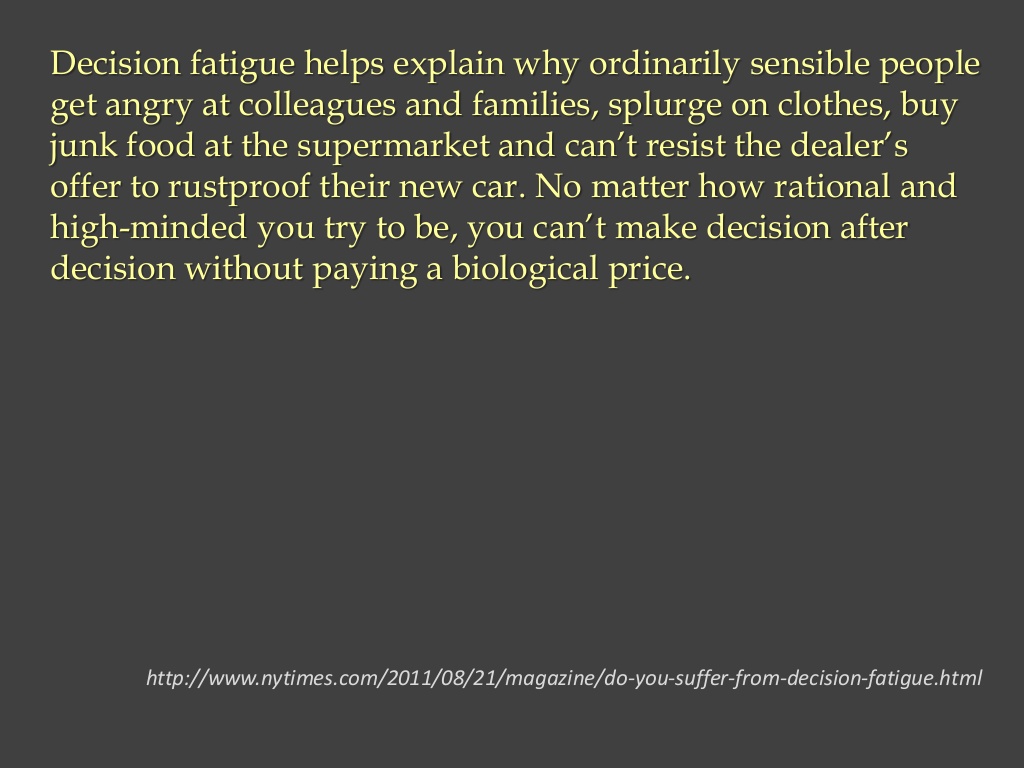 Decision fatigue helps explain why ordinarily sensible people
get angry at colleagues and families, splurge on clothes, buy
junk food at the supermarket and can’t resist the dealer’s
offer to rustproof their new car. No matter how rational and
high-minded you try to be, you can’t make decision after
decision without paying a biological price.
http://www.nytimes.com/2011/08/21/magazine/do-you-suffer-from-decision-fatigue.html